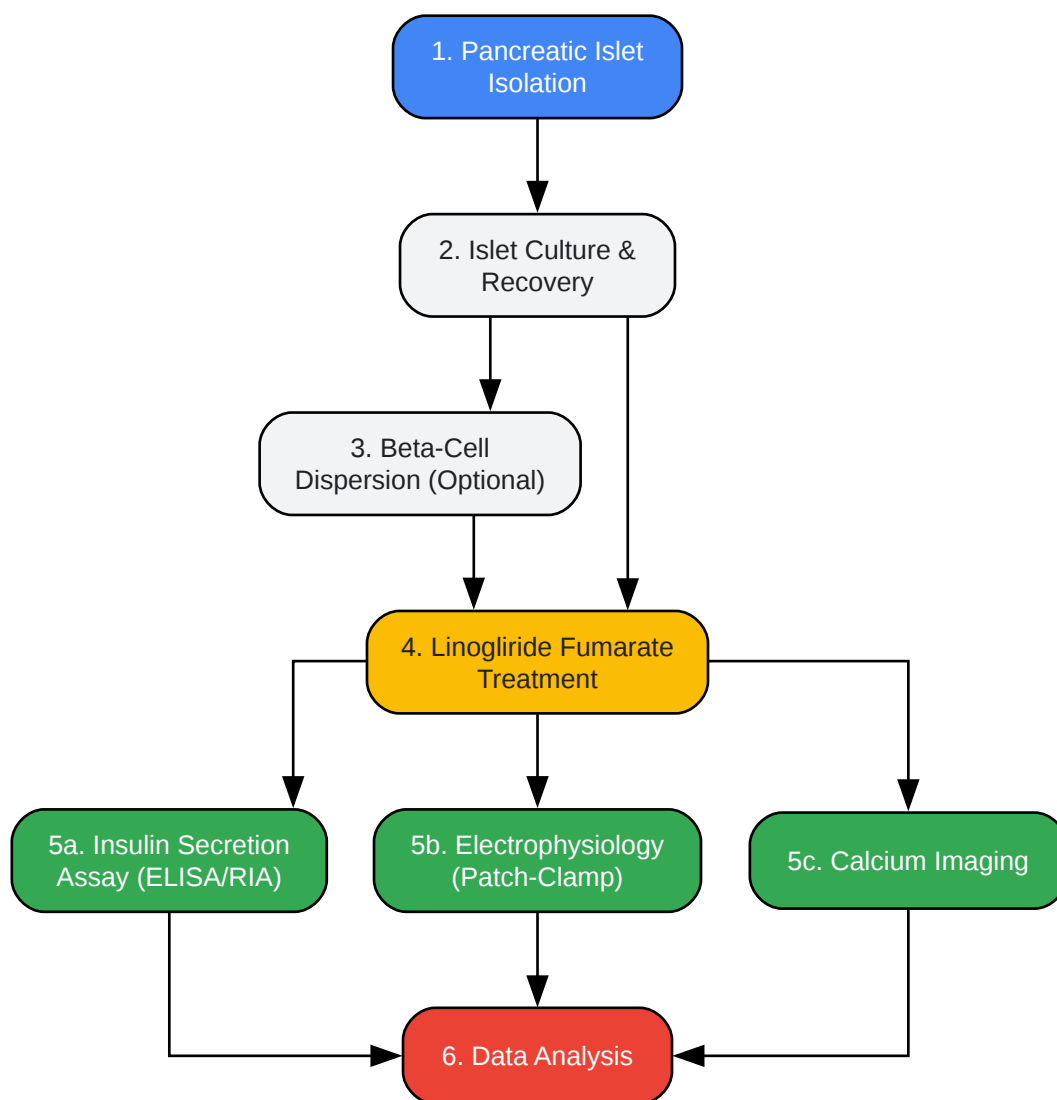 1. Pancreatic Islet
Isolation
2. Islet Culture &
Recovery
3. Beta-Cell
Dispersion (Optional)
4. Linogliride Fumarate
Treatment
5a. Insulin Secretion
Assay (ELISA/RIA)
5b. Electrophysiology
(Patch-Clamp)
5c. Calcium Imaging
6. Data Analysis